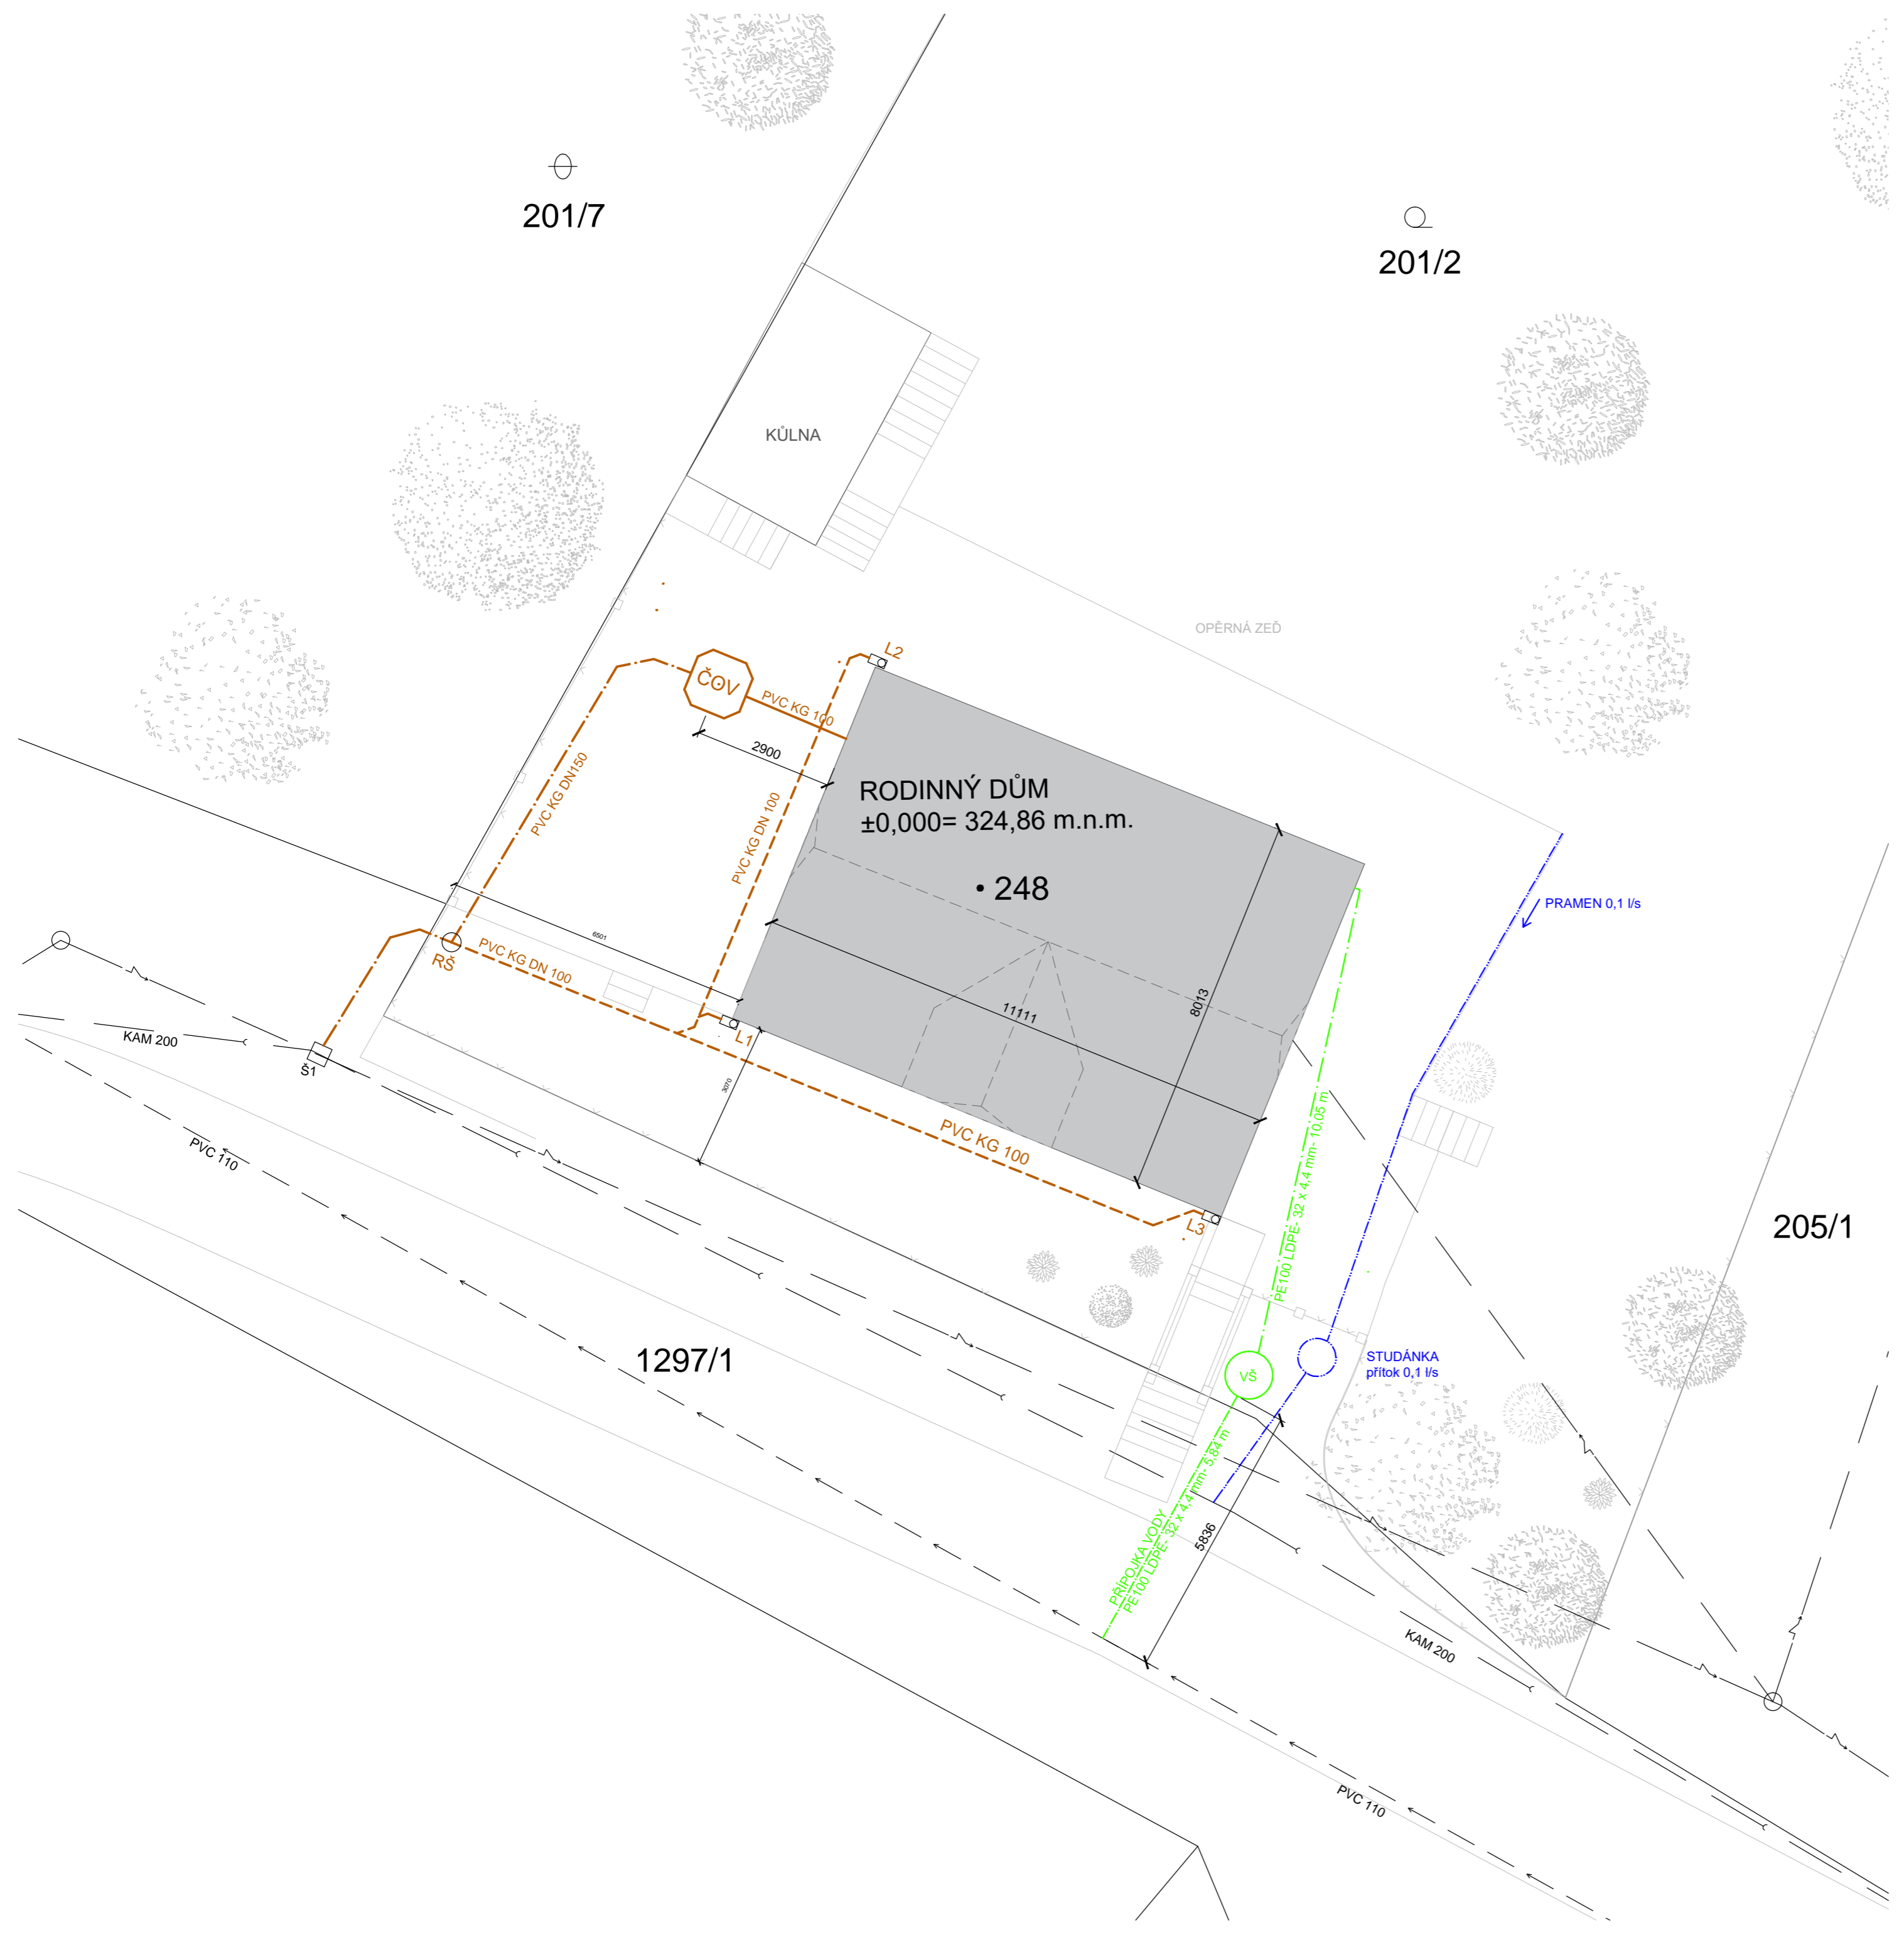 201/7
201/2
KŮLNA
OPĚRNÁ ZEĎ
L2
ČOV
PVC KG 100
2900
RODINNÝ DŮM
±0,000= 324,86 m.n.m.
• 248
PVC KG DN150
PVC KG DN 100
PRAMEN 0,1 l/s
6501
RŠ
PVC KG DN 100
8013
11111
L1
KAM 200
Š1
3070
PVC 110
PVC KG 100
PE100 LDPE- 32 x 4,4 mm- 10,05 m
L3
205/1
1297/1
VŠ
STUDÁNKA
přítok 0,1 l/s
PŘÍPOJKA VODY
PE100 LDPE- 32 x 4,4 mm- 5,84 m
5836
KAM 200
PVC 110